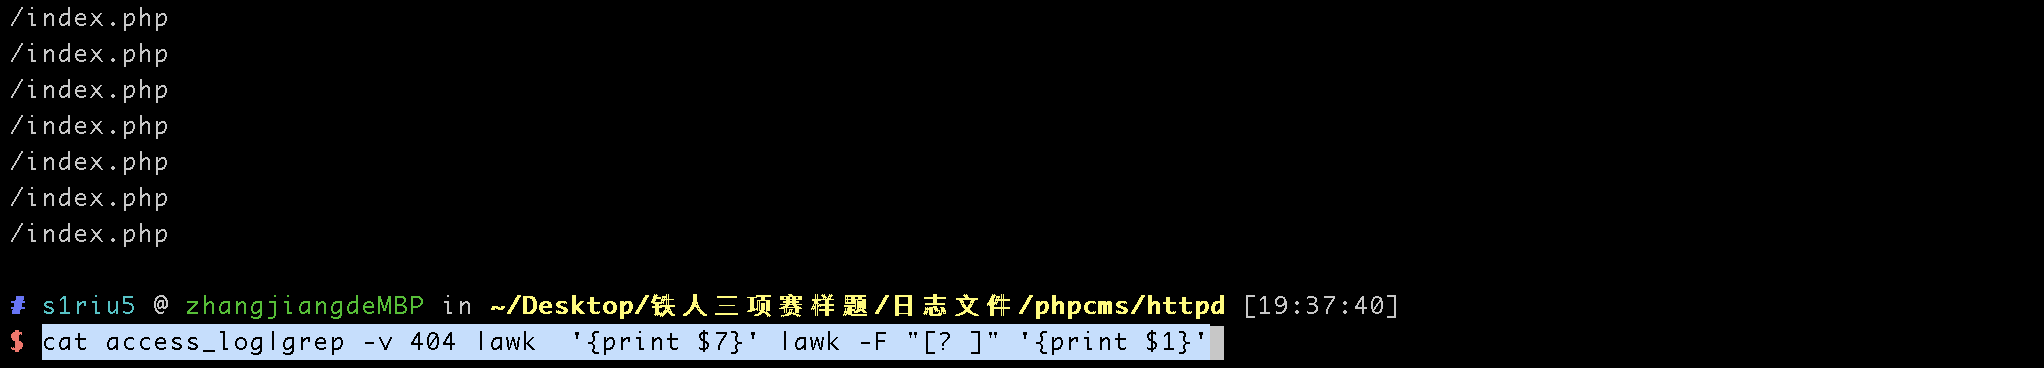 /index.php
/index.php
/index.php
/index.php
/index.php
/index.php
/index.php
# s1riu5 @ zhangjiangdeMBP in ~/Desktop/铁人三项赛样题/日志文件/phpcms/httpd [19:37:40]
$ cat access_log|grep -v 404 |awk  '{print $7}' |awk -F "[? ]" '{print $1}'